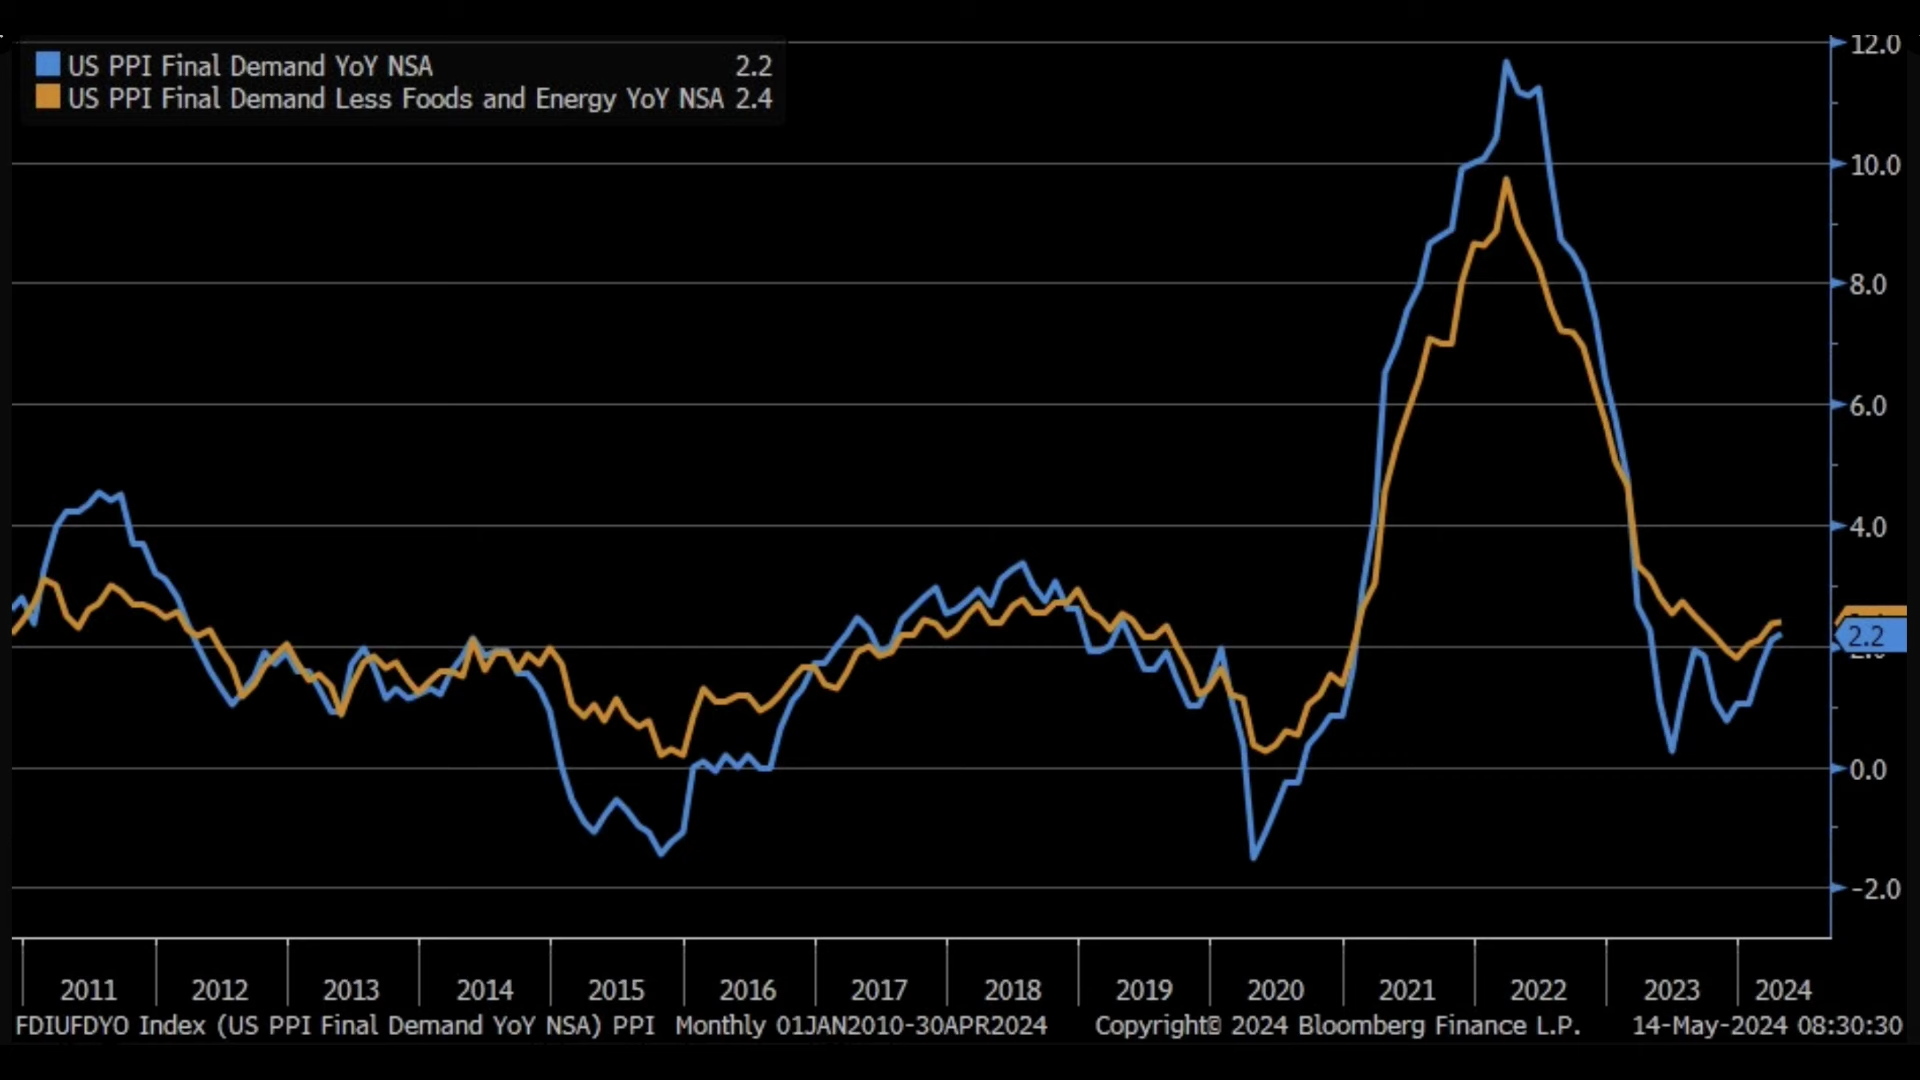 US PPI Final Demand YoY NSA 2.2
US PPI Final Demand Less Foods and Energy YoY NSA 2.4
12.0
10.0
8.0
6.0
4.0
2.2
0.0
-2.0
2011 2012 2013 2014 2015 2016 2017 2018 2019 2020 2021 2022 2023 2024
FDIUFDYO Index (US PPI Final Demand YoY NSA) PPI Monthly 01JAN2010-30APR2024 Copyright© 2024 Bloomberg Finance L.P. 14-May-2024 08:30:30